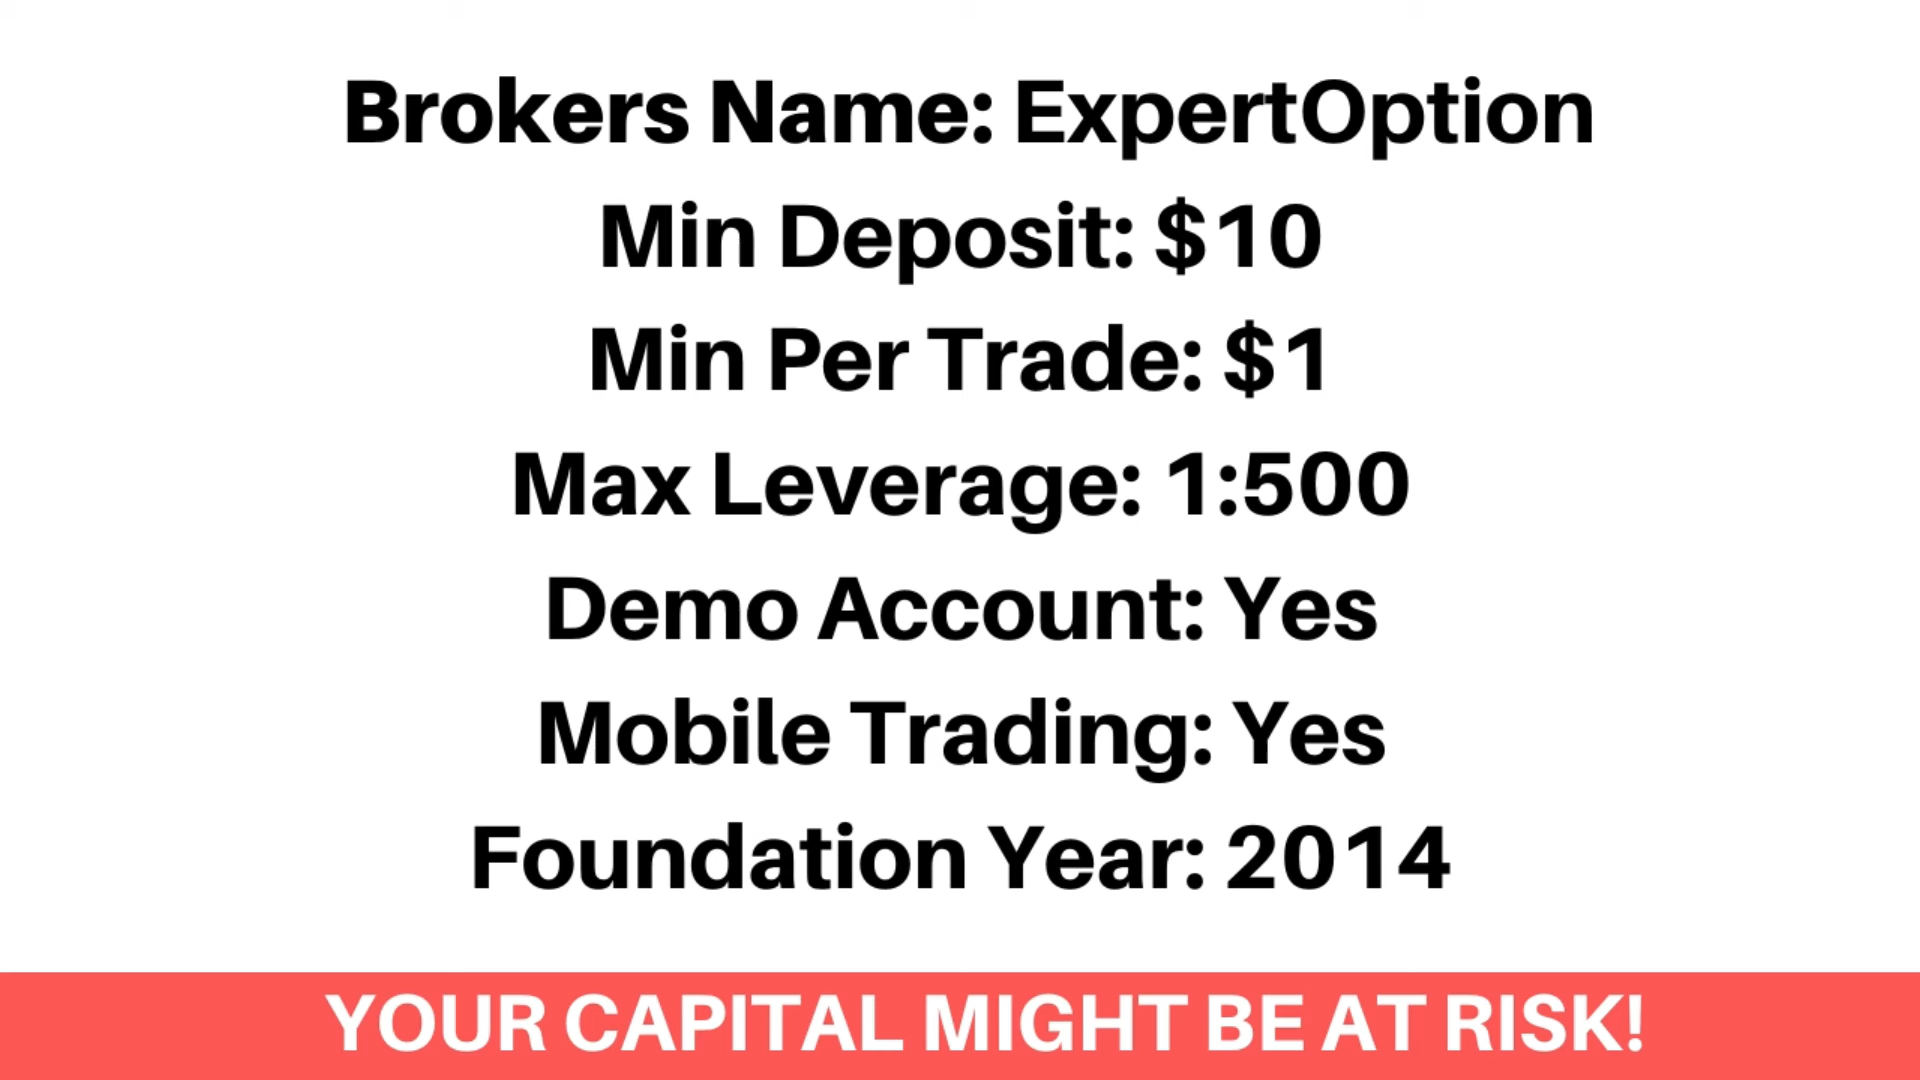 Brokers Name: ExpertOption
Min Deposit: $10
Min Per Trade: $1
Max Leverage: 1:500
Demo Account: Yes
Mobile Trading: Yes
Foundation Year: 2014
YOUR CAPITAL MIGHT BE AT RISK!